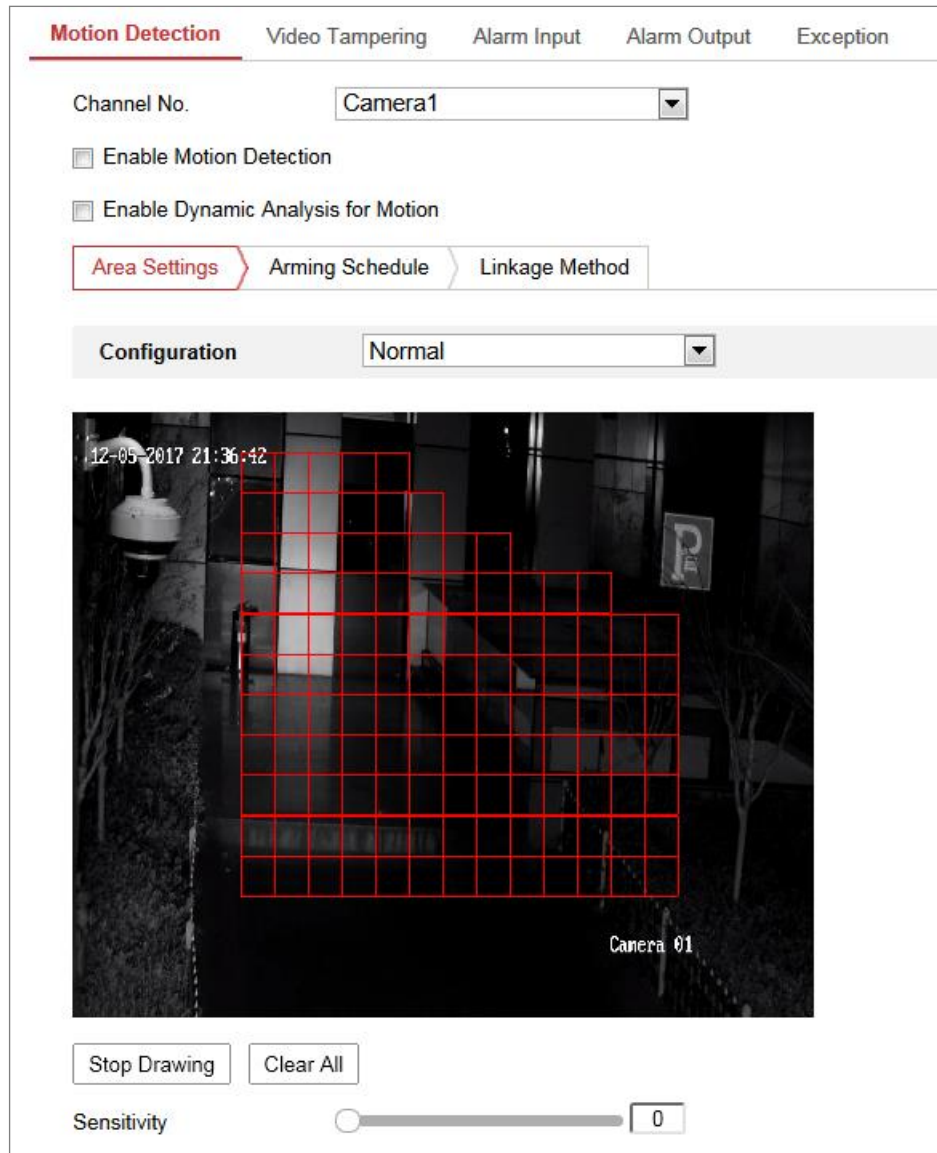 Motion Detection Video Tampering Alarm Input Alarm Output Exception
Channel No. Camera1
Enable Motion Detection
Enable Dynamic Analysis for Motion
Area Settings Arming Schedule Linkage Method
Configuration Normal
12-05-2017 21:36:42
P
Camera 01
Stop Drawing Clear All
Sensitivity 0